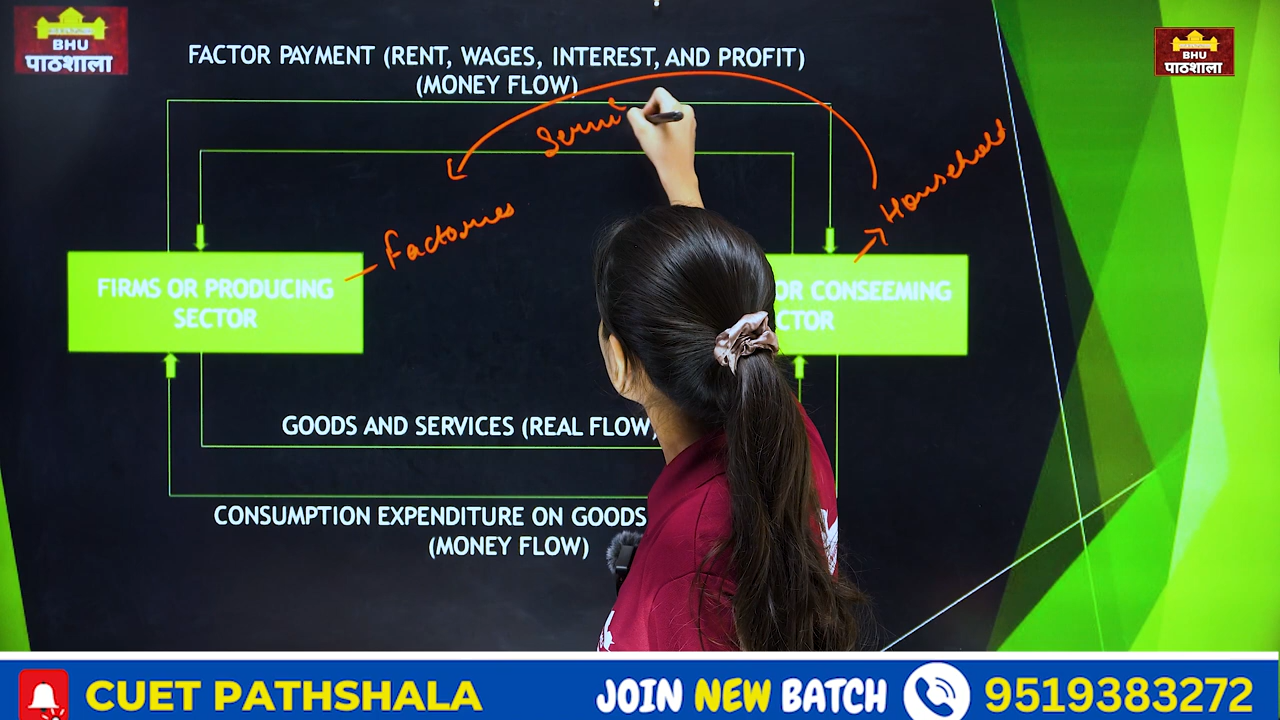 BHU
पाठशाला
BHU
पाठशाला
FACTOR PAYMENT (RENT, WAGES, INTEREST, AND PROFIT)
(MONEY FLOW)
Servi
Household
Factories
FIRMS OR PRODUCING
SECTOR
OR CONSEEMING
CTOR
GOODS AND SERVICES (REAL FLOW)
CONSUMPTION EXPENDITURE ON GOODS
(MONEY FLOW)
CUET PATHSHALA
JOIN NEW BATCH
9519383272